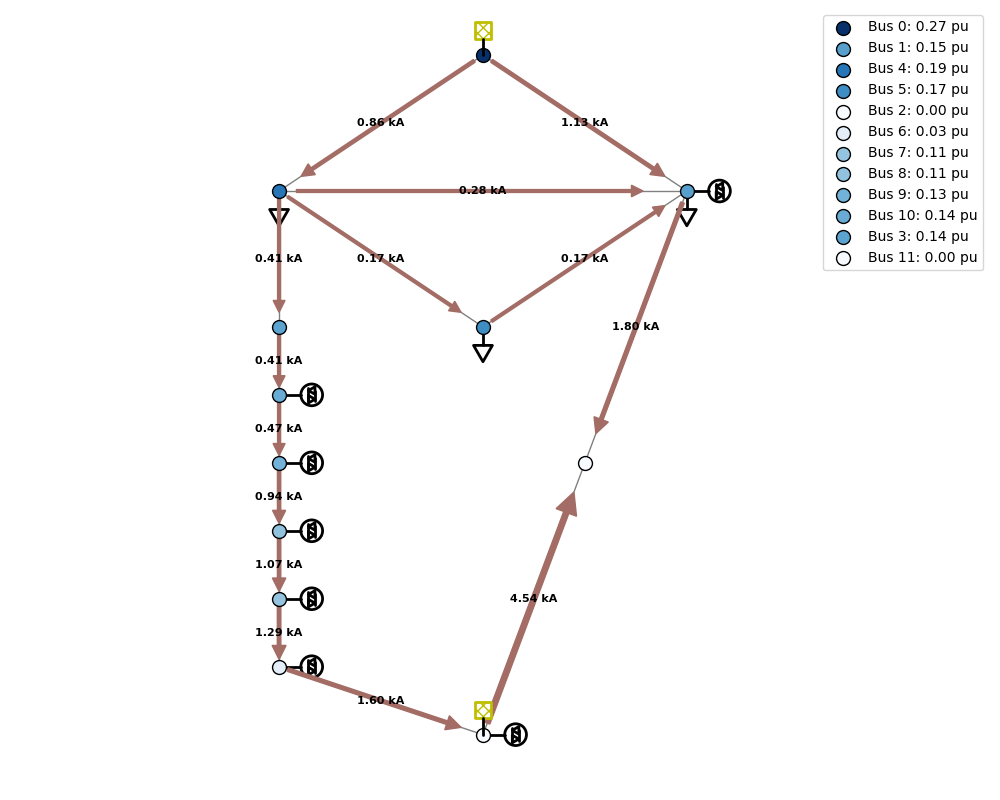 Bus 0: 0.27 pu
Bus 1: 0.15 pu
Bus 4: 0.19 pu
Bus 5: 0.17 pu
Bus 2: 0.00 pu
Bus 6: 0.03 pu
Bus 7: 0.11 pu
Bus 8: 0.11 pu
Bus 9: 0.13 pu
Bus 10: 0.14 pu
Bus 3: 0.14 pu
Bus 11: 0.00 pu
0.86 kA
1.13 kA
0.28 kA
0.41 kA
0.17 kA
0.17 kA
1.80 kA
0.41 kA
0.47 kA
0.94 kA
1.07 kA
4.54 kA
1.29 kA
1.60 kA